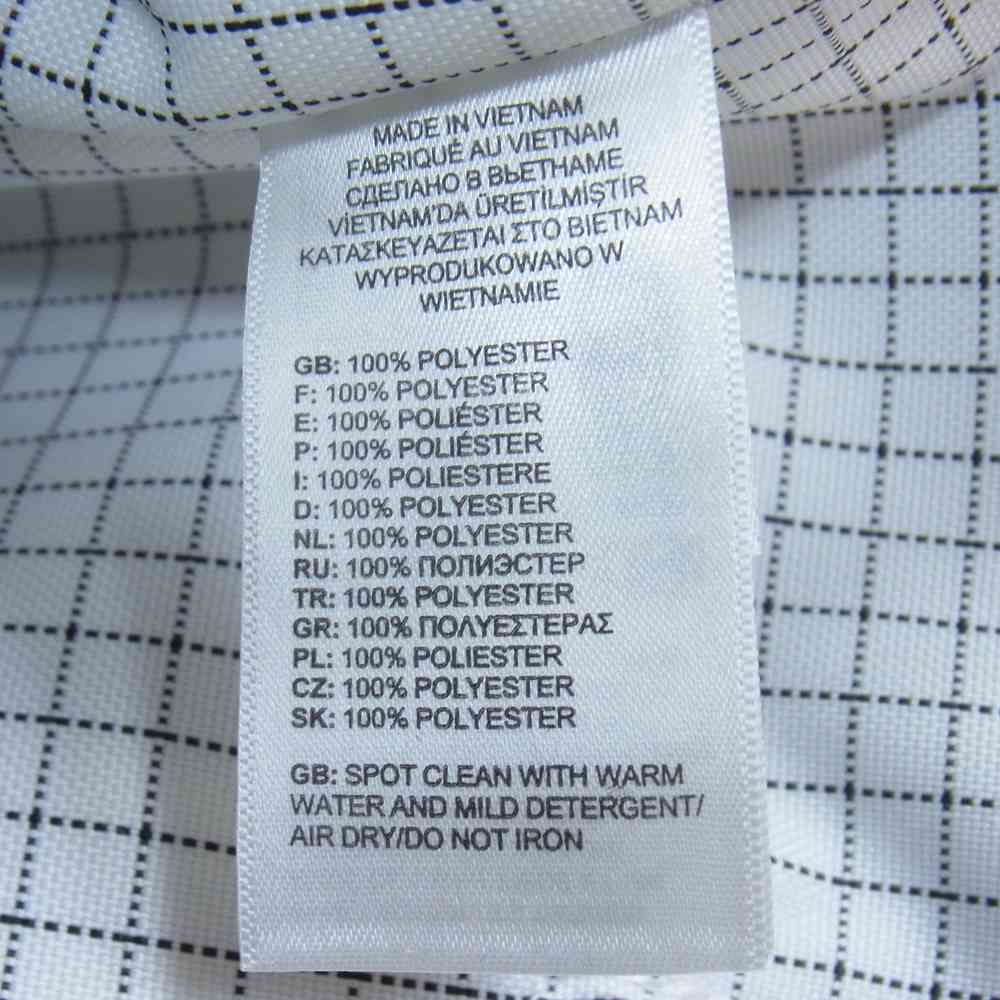 MADE IN VIETNAM
FABRIQUÉ AU VIETNAM
СДЕЛАНО В ВЬЕТНАМЕ
VİETNAM'DA ÜRETİLMİŞTİR
ΚΑΤΑΣΚΕΥΑΖΕΤΑΙ ΣΤΟ ΒΙΕΤΝΑΜ
WYPRODUKOWANO W
WIETNAMIE
GB: 100% POLYESTER
F: 100% POLYESTER
E: 100% POLIÉSTER
P: 100% POLIÉSTER
I: 100% POLIESTERE
D: 100% POLYESTER
NL: 100% POLYESTER
RU: 100% ПОЛИЭСТЕР
TR: 100% POLYESTER
GR: 100% ΠΟΛΥΕΣΤΕΡΑΣ
PL: 100% POLIESTER
CZ: 100% POLYESTER
SK: 100% POLYESTER
GB: SPOT CLEAN WITH WARM
WATER AND MILD DETERGENT/
AIR DRY/DO NOT IRON